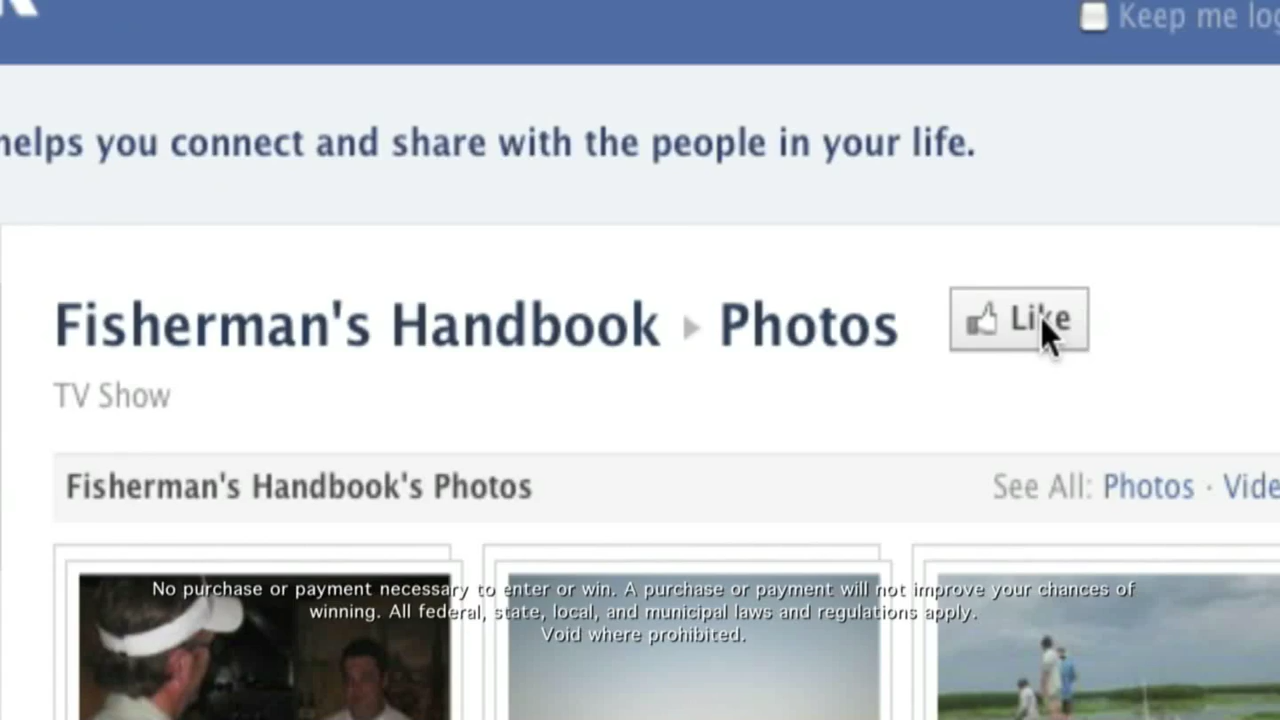 Keep me log
helps you connect and share with the people in your life.
Fisherman's Handbook Photos Like
TV Show
Fisherman's Handbook's Photos See All: Photos · Vide
No purchase or payment necessary to enter or win. A purchase or payment will not improve your chances of
winning. All federal, state, local, and municipal laws and regulations apply.
Void where prohibited.